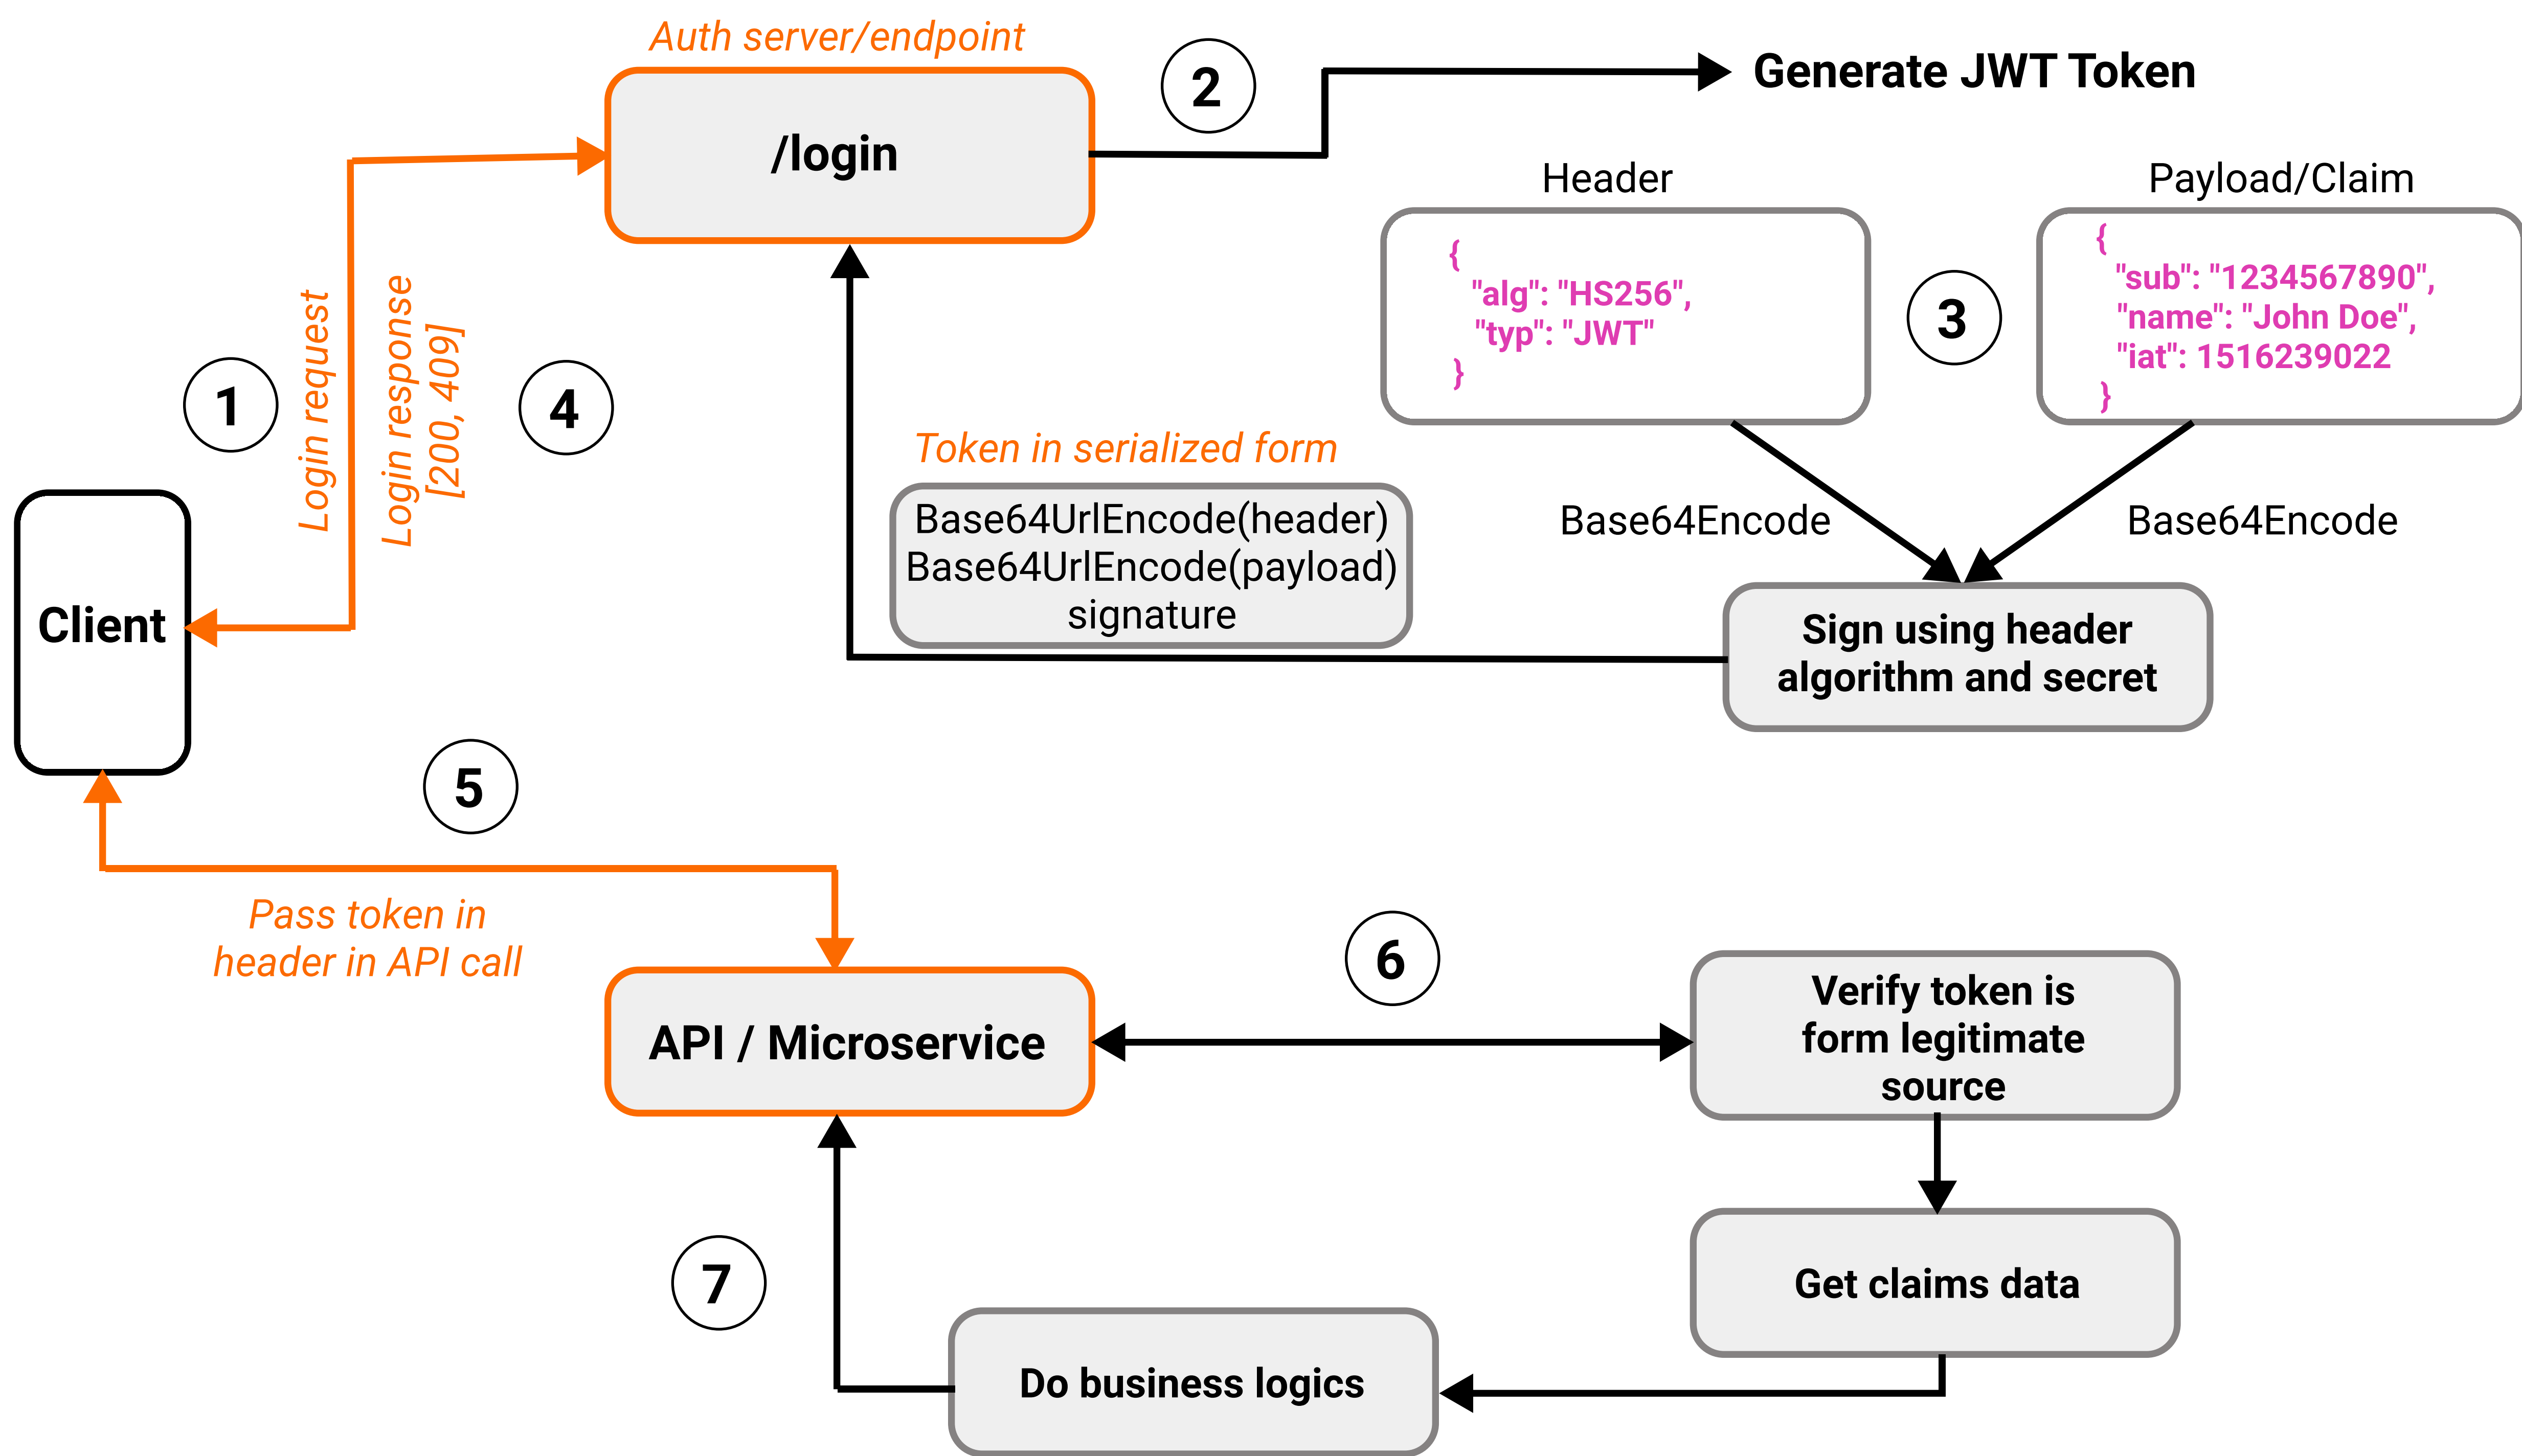 Auth server/endpoint
/login
2
Generate JWT Token
Header
{
"alg": "HS256",
"typ": "JWT"
}
3
Payload/Claim
{
"sub": "1234567890",
"name": "John Doe",
"iat": 1516239022
}
1
Login request
Login response
[200, 409]
4
Token in serialized form
Base64UrlEncode(header)
Base64UrlEncode(payload)
signature
Base64Encode
Base64Encode
Sign using header
algorithm and secret
Client
5
Pass token in
header in API call
API / Microservice
6
Verify token is
form legitimate
source
Get claims data
7
Do business logics